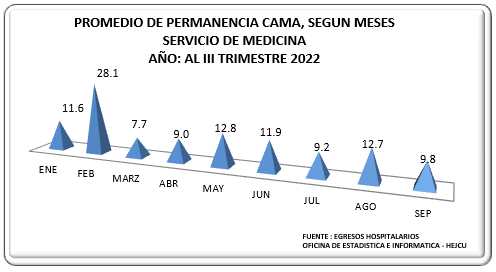 PROMEDIO DE PERMANENCIA CAMA, SEGUN MESES
SERVICIO DE MEDICINA
AÑO: AL III TRIMESTRE 2022
11.6
28.1
7.7
9.0
12.8
11.9
9.2
12.7
9.8
ENE
FEB
MARZ
ABR
MAY
JUN
JUL
AGO
SEP
FUENTE : EGRESOS HOSPITALARIOS
OFICINA DE ESTADISTICA E INFORMATICA - HEJCU